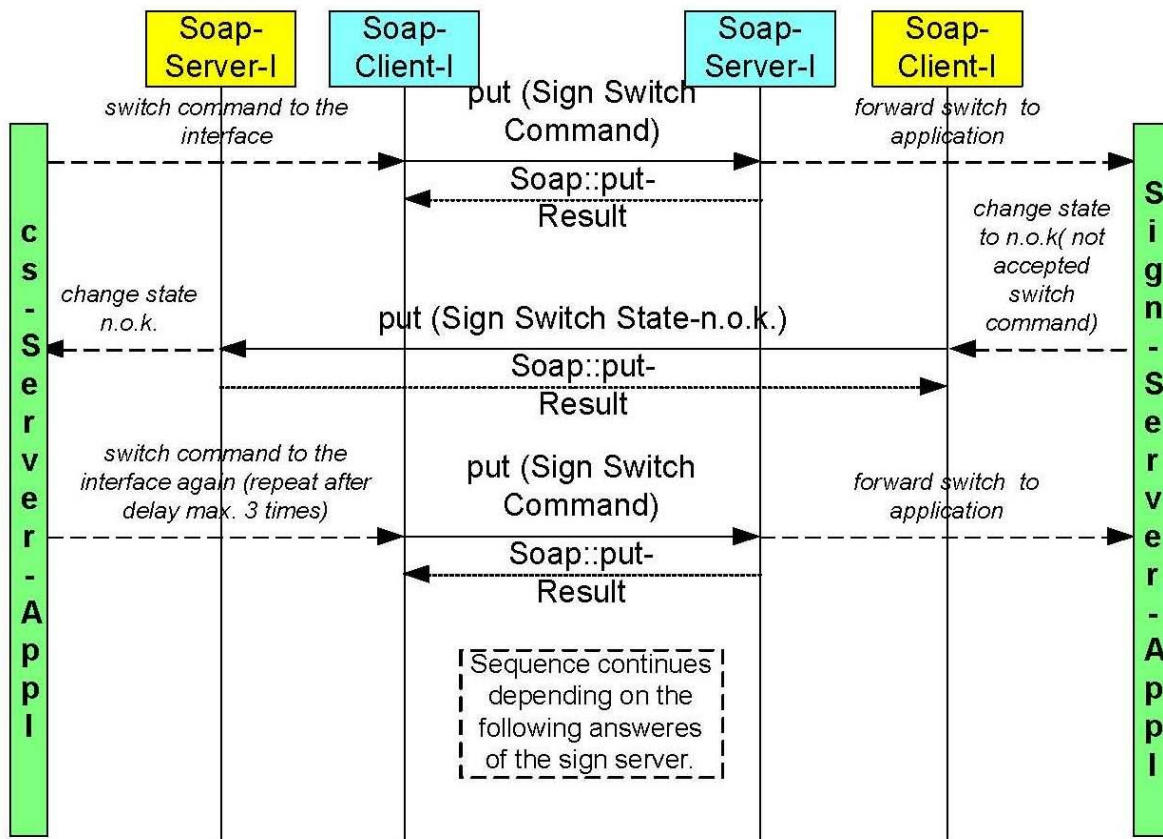 Soap-
Server-I
Soap-
Client-I
Soap-
Server-I
Soap-
Client-I
switch command to the
interface
put (Sign Switch
Command)
forward switch to
application
Soap::put-
Result
change state
to n.o.k( not
accepted
switch
command)
change state
n.o.k.
put (Sign Switch State-n.o.k.)
Soap::put-
Result
switch command to the
interface again (repeat after
delay max. 3 times)
put (Sign Switch
Command)
forward switch to
application
Soap::put-
Result
Sequence continues
depending on the
following answeres
of the sign server.
cs-Server-Appl
Sign-Server-Appl